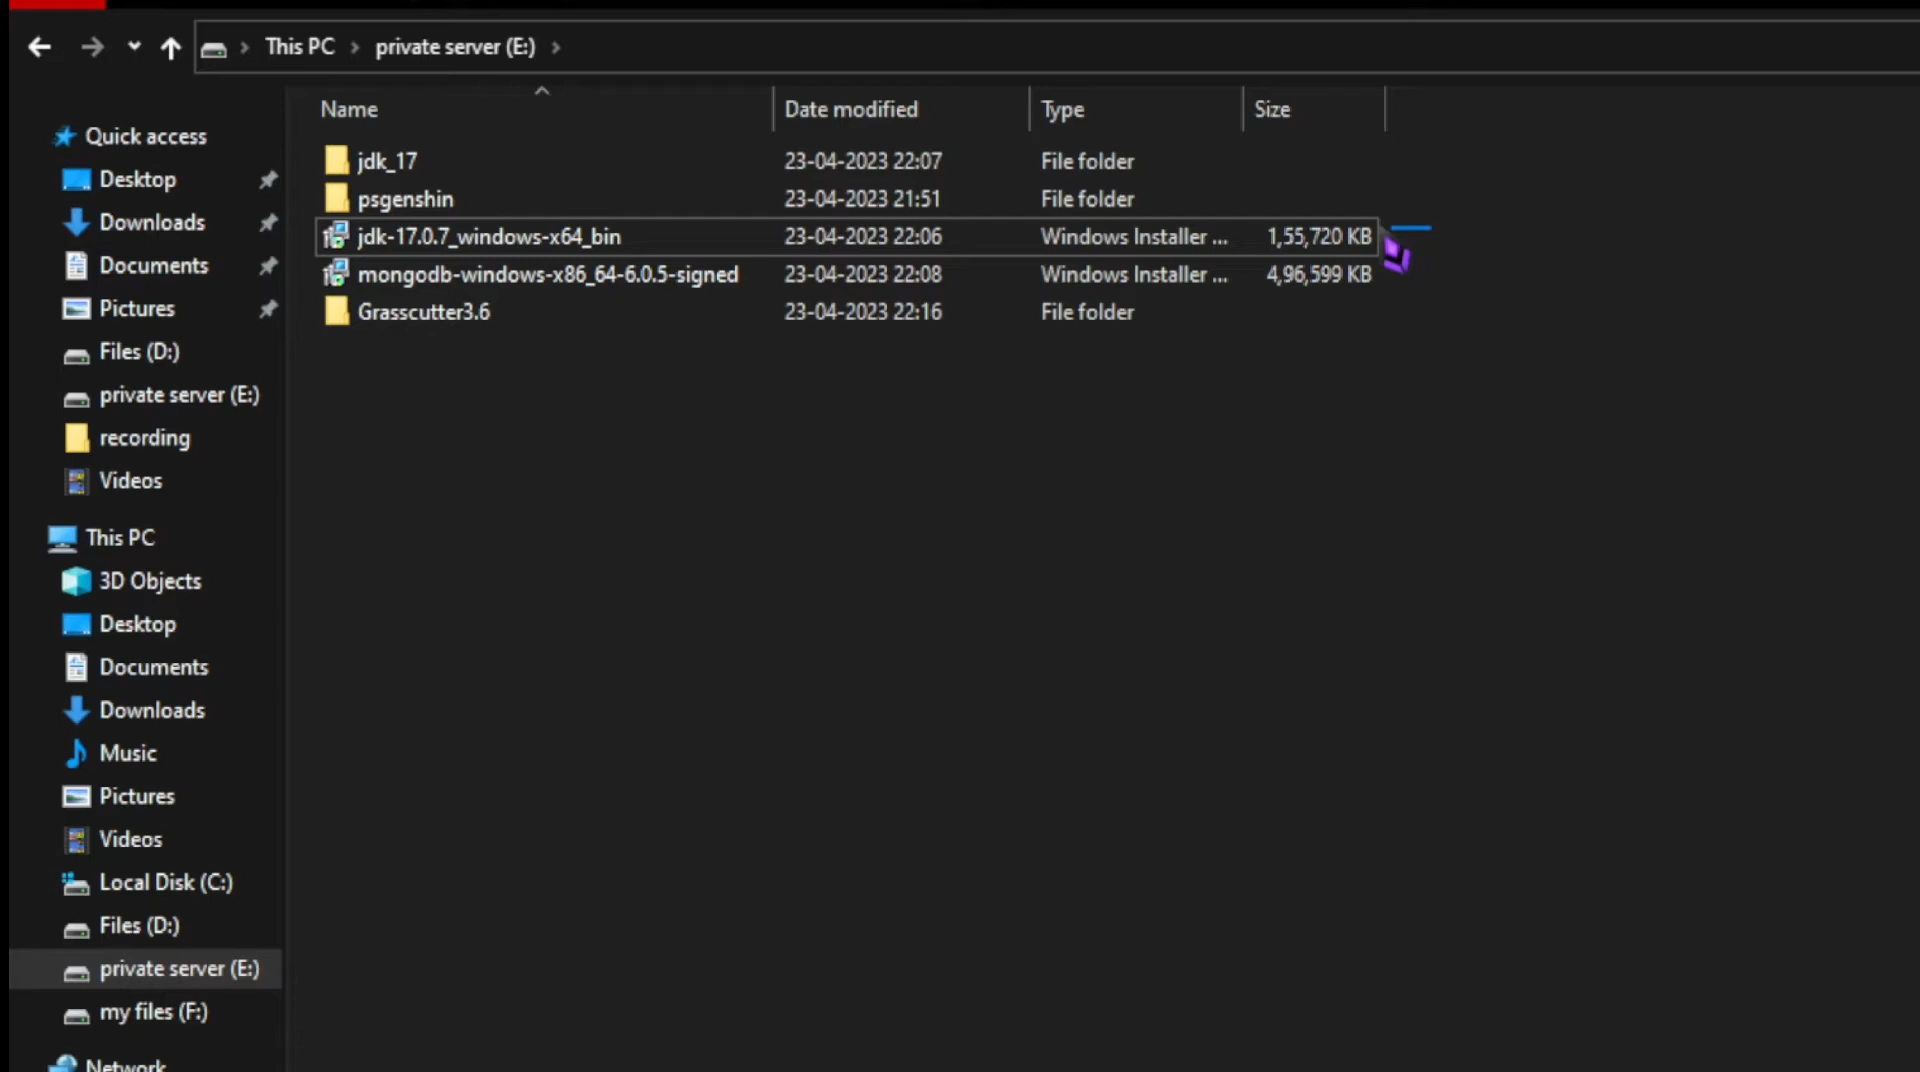 This PC > private server (E:) >
Name Date modified Type Size
Quick access
Desktop
Downloads
Documents
Pictures
Files (D:)
private server (E:)
recording
Videos
This PC
3D Objects
Desktop
Documents
Downloads
Music
Pictures
Videos
Local Disk (C:)
Files (D:)
private server (E:)
my files (F:)
Network
jdk_17 23-04-2023 22:07 File folder
psgenshin 23-04-2023 21:51 File folder
jdk-17.0.7_windows-x64_bin 23-04-2023 22:06 Windows Installer ... 1,55,720 KB
mongodb-windows-x86_64-6.0.5-signed 23-04-2023 22:08 Windows Installer ... 4,96,599 KB
Grasscutter3.6 23-04-2023 22:16 File folder